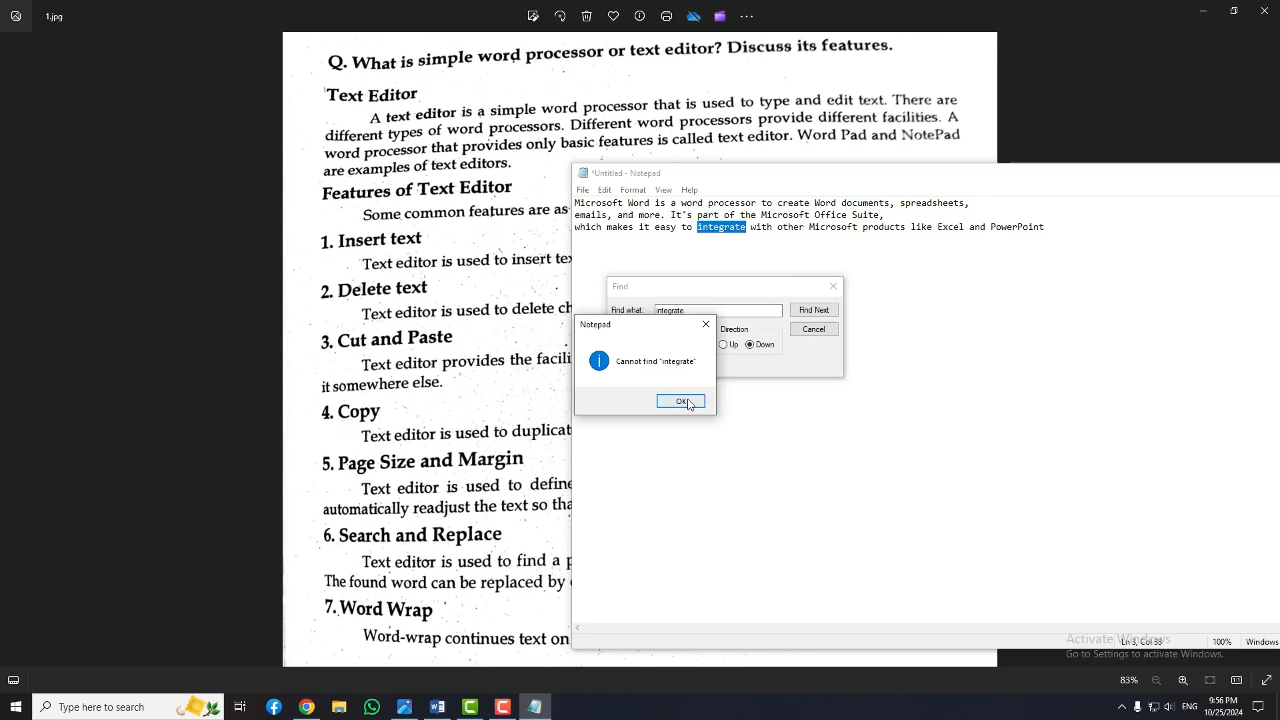 1.jpg
Q. What is simple word processor or text editor? Discuss its features.
Text Editor
A text editor is a simple word processor that is used to type and edit text. There are
different types of word processors. Different word processors provide different facilities. A
word processor that provides only basic features is called text editor. Word Pad and NotePad
are examples of text editors.
Features of Text Editor
Some common features are as
1. Insert text
Text editor is used to insert
2. Delete text
Text editor is used to delete
3. Cut and Paste
Text editor provides the
it somewhere else.
4. Copy
Text editor is used to
5. Page Size and Margin
Text editor is used to define
automatically readjust the text so
6. Search and Replace
Text editor is used to find a
The found word can be replaced by
7. Word Wrap
Word-wrap continues text on
*Untitled - Notepad
File Edit Format View Help
Microsoft Word is a word processor to create Word documents, spreadsheets,
emails, and more. It's part of the Microsoft Office Suite,
which makes it easy to integrate with other Microsoft products like Excel and PowerPoint
Find
Find what: integrate Find Next
Cancel
Direction
Up Down
Notepad
Cannot find "integrate"
OK
Activate Windows
Go to Settings to activate Windows.
100% Windows
83%
Type here to search
ENG
9:56 PM
10/25/2024